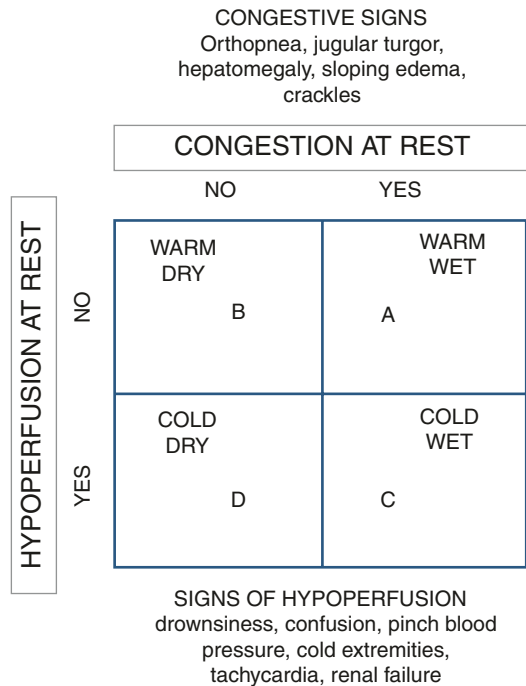 CONGESTIVE SIGNS
Orthopnea, jugular turgor,
hepatomegaly, sloping edema,
crackles
CONGESTION AT REST
NO YES
HYPOPERFUSION AT REST
NO
WARM
DRY
B
WARM
WET
A
YES
COLD
DRY
D
COLD
WET
C
SIGNS OF HYPOPERFUSION
drownsiness, confusion, pinch blood
pressure, cold extremities,
tachycardia, renal failure